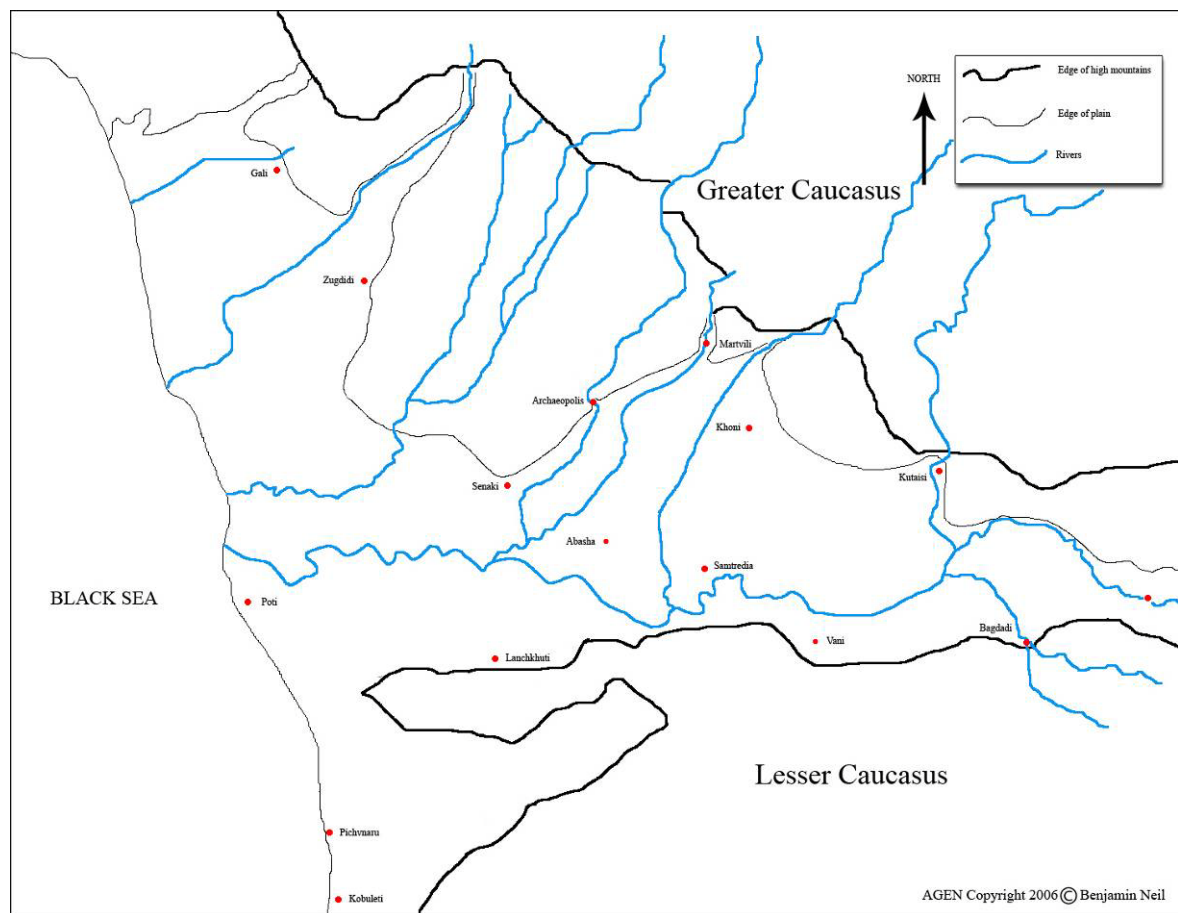 NORTH
Edge of high mountains
Edge of plain
Rivers
Gali
Greater Caucasus
Zugdidi
Martvili
Archaeopolis
Khoni
Kutaisi
Senaki
Abasha
Samtredia
BLACK SEA
Poti
Bagdadi
Vani
Lanchkhuti
Lesser Caucasus
Pichvnaru
Kobuleti
AGEN Copyright 2006 © Benjamin Neil